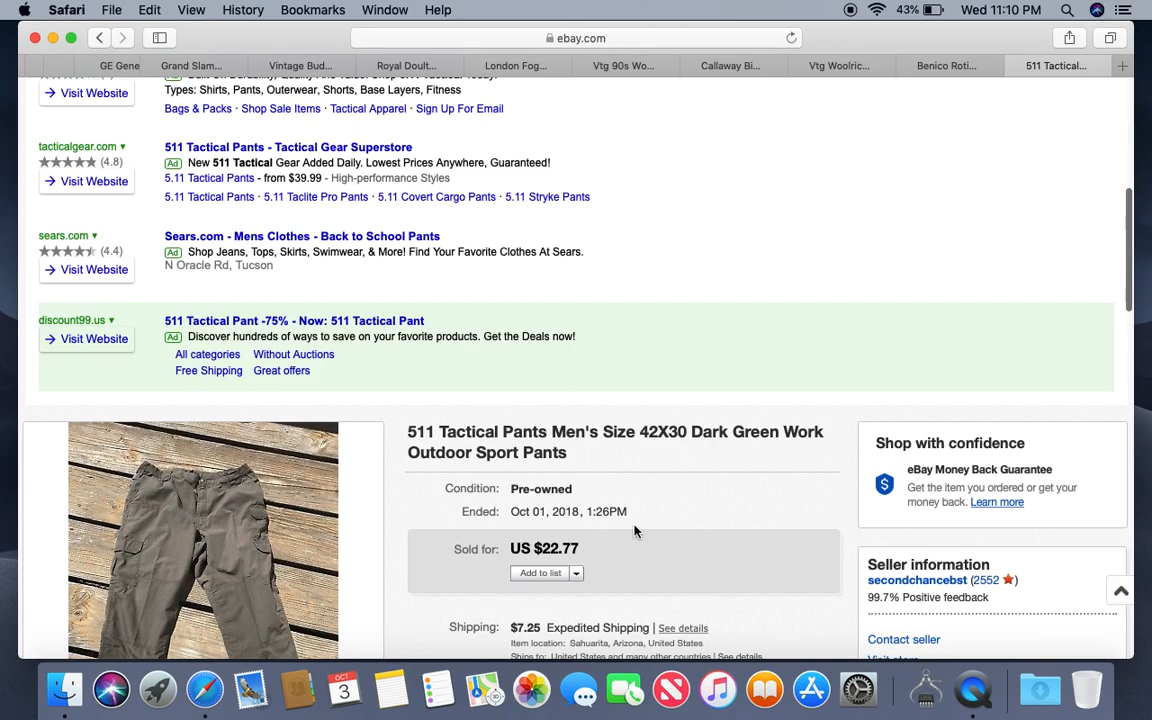 Safari File Edit View History Bookmarks Window Help 43% Wed 11:10 PM
ebay.com
GE Gene Grand Slam... Vintage Bud... Royal Doult... London Fog... Vtg 90s Wo... Callaway Bi... Vtg Woolric... Benico Roti... 511 Tactical...
→ Visit Website
Types: Shirts, Pants, Outerwear, Shorts, Base Layers, Fitness
Bags & Packs · Shop Sale Items · Tactical Apparel · Sign Up For Email
tacticalgear.com
(4.8)
→ Visit Website
511 Tactical Pants - Tactical Gear Superstore
Ad New 511 Tactical Gear Added Daily. Lowest Prices Anywhere, Guaranteed!
5.11 Tactical Pants - from $39.99 - High-performance Styles
5.11 Tactical Pants · 5.11 Taclite Pro Pants · 5.11 Covert Cargo Pants · 5.11 Stryke Pants
sears.com
(4.4)
→ Visit Website
Sears.com - Mens Clothes - Back to School Pants
Ad Shop Jeans, Tops, Skirts, Swimwear, & More! Find Your Favorite Clothes At Sears.
N Oracle Rd, Tucson
discount99.us
→ Visit Website
511 Tactical Pant -75% - Now: 511 Tactical Pant
Ad Discover hundreds of ways to save on your favorite products. Get the Deals now!
All categories Without Auctions
Free Shipping Great offers
511 Tactical Pants Men's Size 42X30 Dark Green Work
Outdoor Sport Pants
Condition: Pre-owned
Ended: Oct 01, 2018, 1:26PM
Sold for: US $22.77
Add to list
Shipping: $7.25 Expedited Shipping | See details
Item location: Sahuarita, Arizona, United States
Ships to: United States and many other countries | See details
Shop with confidence
eBay Money Back Guarantee
Get the item you ordered or get your
money back. Learn more
Seller information
secondchancebst (2552)
99.7% Positive feedback
Contact seller
OCT
3